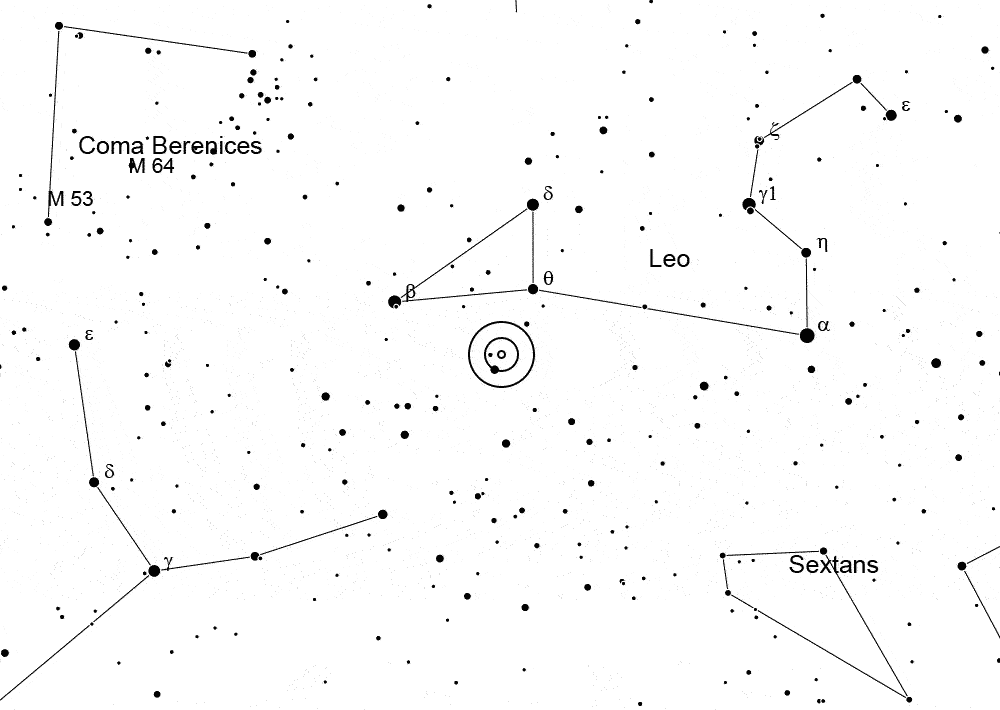 ε
ζ
Coma Berenices
M 64
M 53
δ
γ1
η
Leo
θ
β
α
ε
δ
γ
Sextans